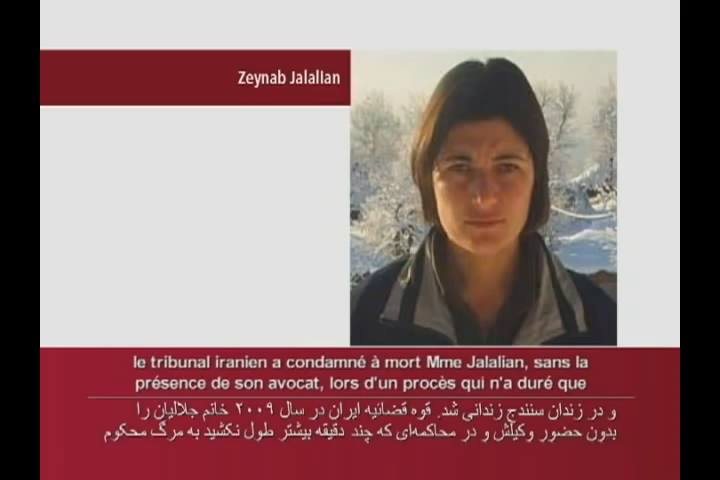 Zeynab Jalalian
le tribunal iranien a condamné à mort Mme Jalalian, sans la
présence de son avocat, lors d'un procès qui n'a duré que
و در زندان سنندج زندانی شد. قوه قضائیه ایران در سال ۲۰۰۹ خانم جلالیان را
بدون حضور وکیلش و در محاکمه‌ای که چند دقیقه بیشتر طول نکشید به مرگ محکوم